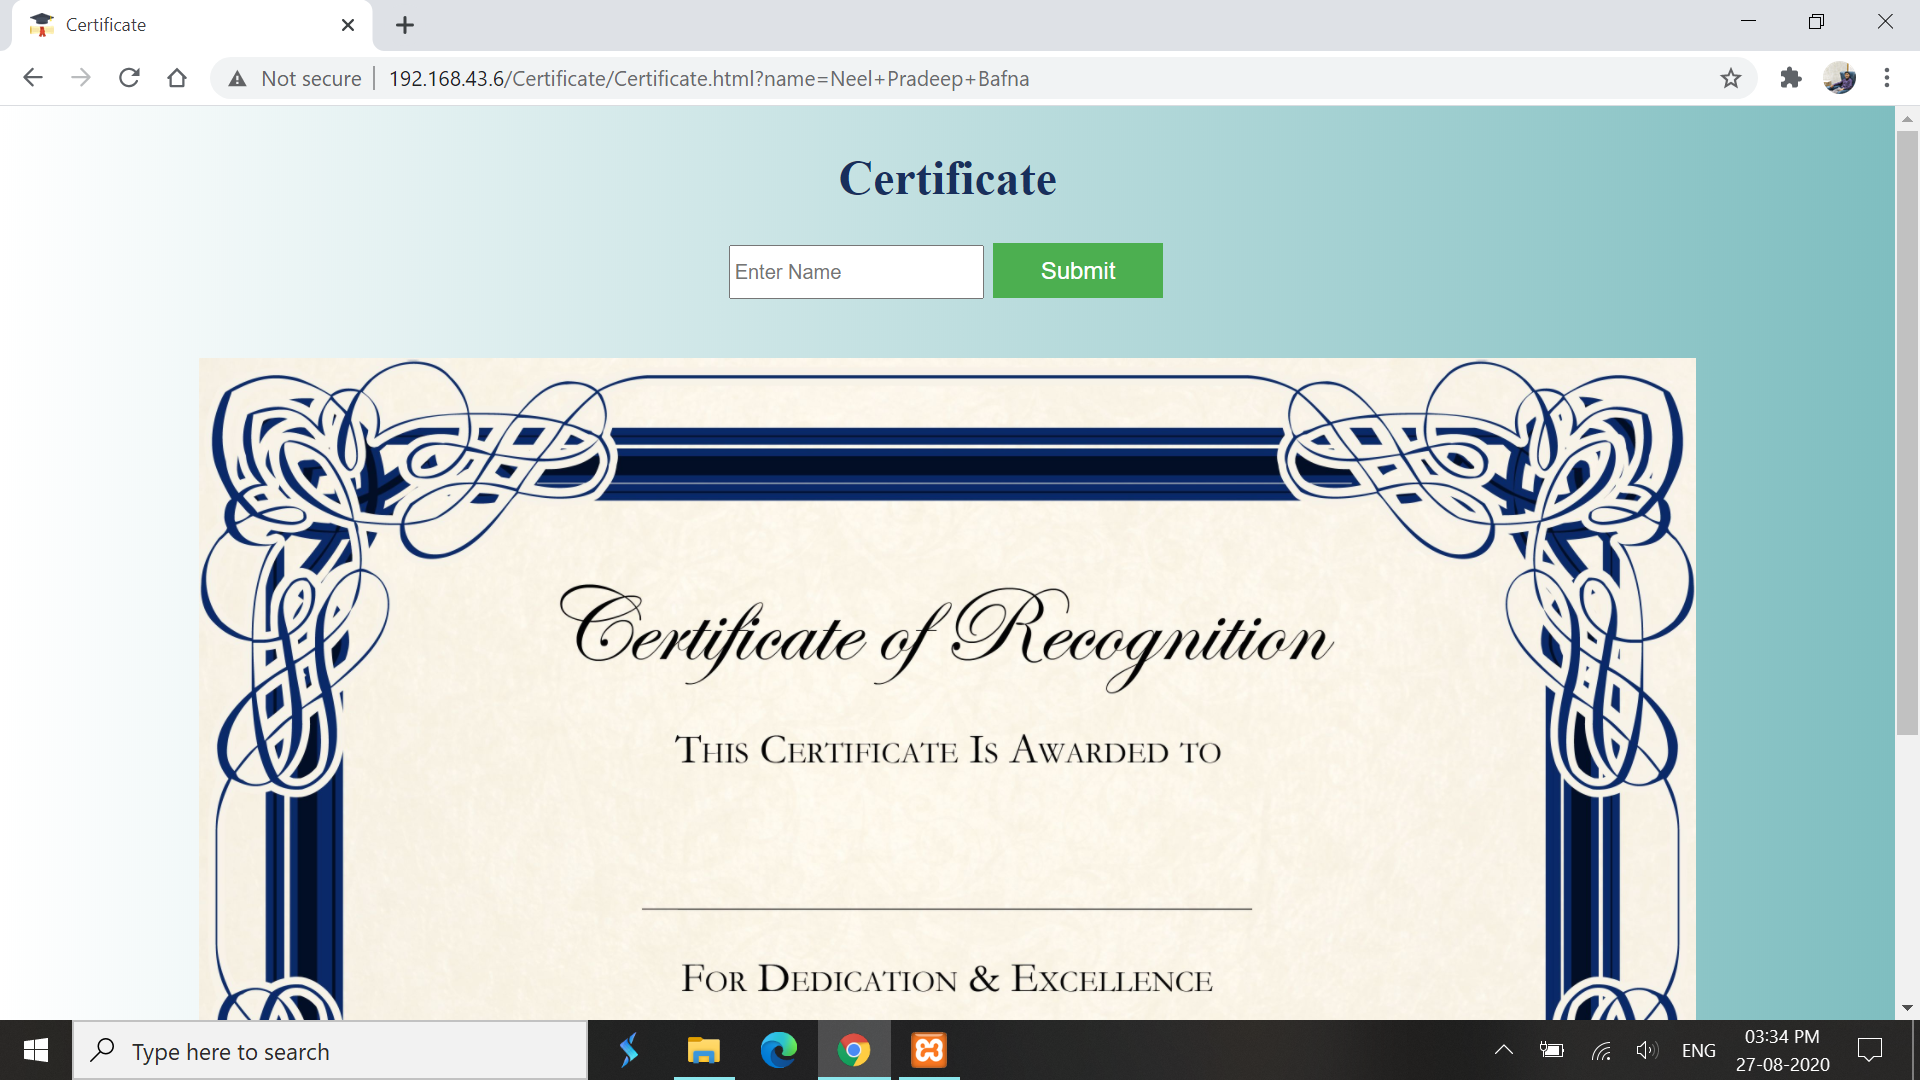 Certificate
Not secure
192.168.43.6/Certificate/Certificate.html?name=Neel+Pradeep+Bafna
Certificate
Enter Name
Submit
Certificate of Recognition
This Certificate Is Awarded to
For Dedication & Excellence
Type here to search
ENG
03:34 PM
27-08-2020